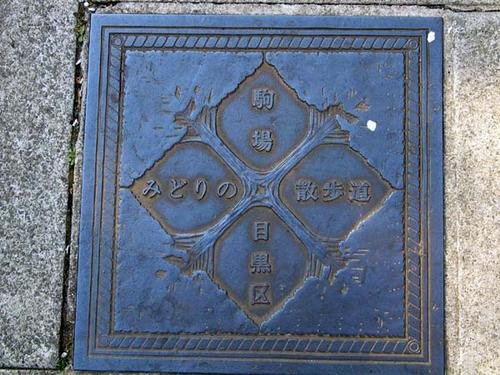 駒場
みどりの
散歩道
目黒区